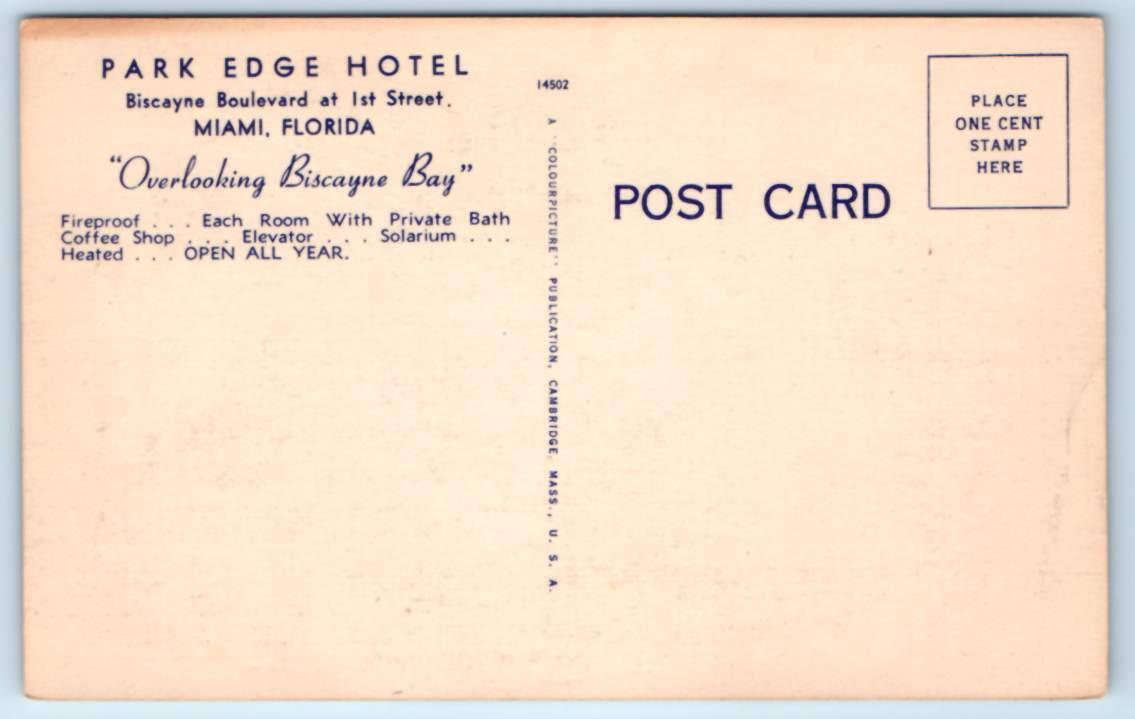 PARK EDGE HOTEL
Biscayne Boulevard at 1st Street.
MIAMI, FLORIDA
"Overlooking Biscayne Bay"
Fireproof . . . Each Room With Private Bath
Coffee Shop . . . Elevator . . . Solarium . . .
Heated . . . OPEN ALL YEAR.
14502
A "COLOURPICTURE" PUBLICATION, CAMBRIDGE, MASS., U. S. A.
POST CARD
PLACE
ONE CENT
STAMP
HERE